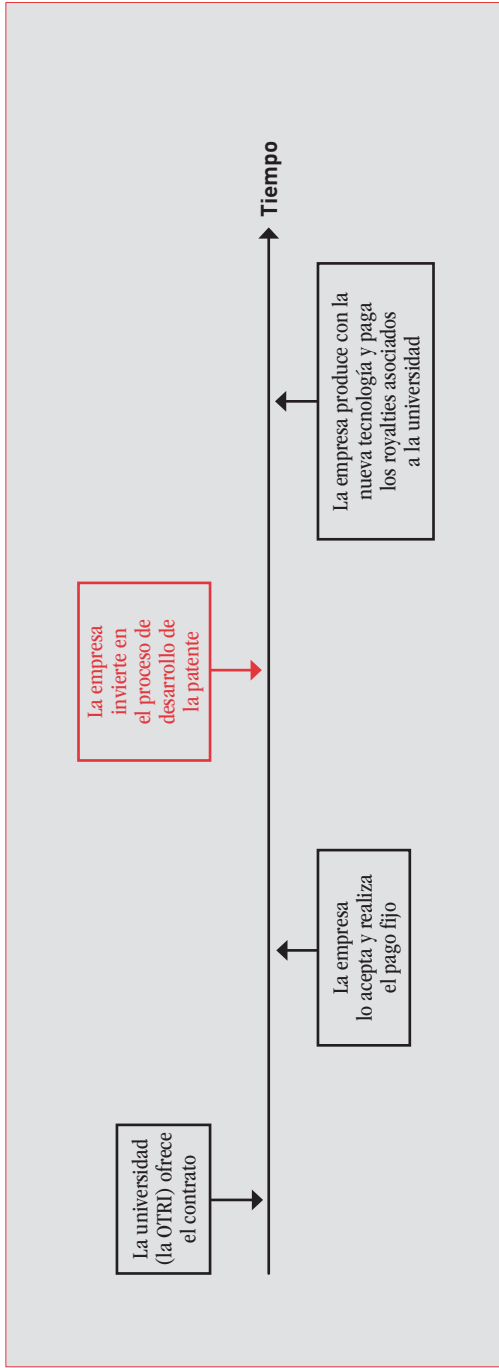 La universidad
(la OTRI) ofrece
el contrato
La empresa
lo acepta y realiza
el pago fijo
La empresa
invierte en
el proceso de
desarrollo de
la patente
La empresa produce con la
nueva tecnología y paga
los royalties asociados
a la universidad
Tiempo